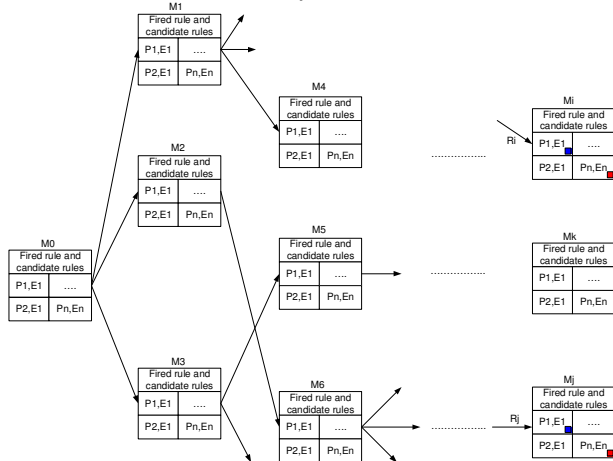 M1
Fired rule and
candidate rules
P1,E1 ....
P2,E1 Pn,En
M4
Fired rule and
candidate rules
P1,E1 ....
P2,E1 Pn,En
Mi
Fired rule and
candidate rules
P1,E1 ....
P2,E1 Pn,En
Ri
....................
M2
Fired rule and
candidate rules
P1,E1 ....
P2,E1 Pn,En
M0
Fired rule and
candidate rules
P1,E1 ....
P2,E1 Pn,En
M5
Fired rule and
candidate rules
P1,E1 ....
P2,E1 Pn,En
....................
Mk
Fired rule and
candidate rules
P1,E1 ....
P2,E1 Pn,En
M3
Fired rule and
candidate rules
P1,E1 ....
P2,E1 Pn,En
M6
Fired rule and
candidate rules
P1,E1 ....
P2,E1 Pn,En
....................
Rj
Mj
Fired rule and
candidate rules
P1,E1 ....
P2,E1 Pn,En